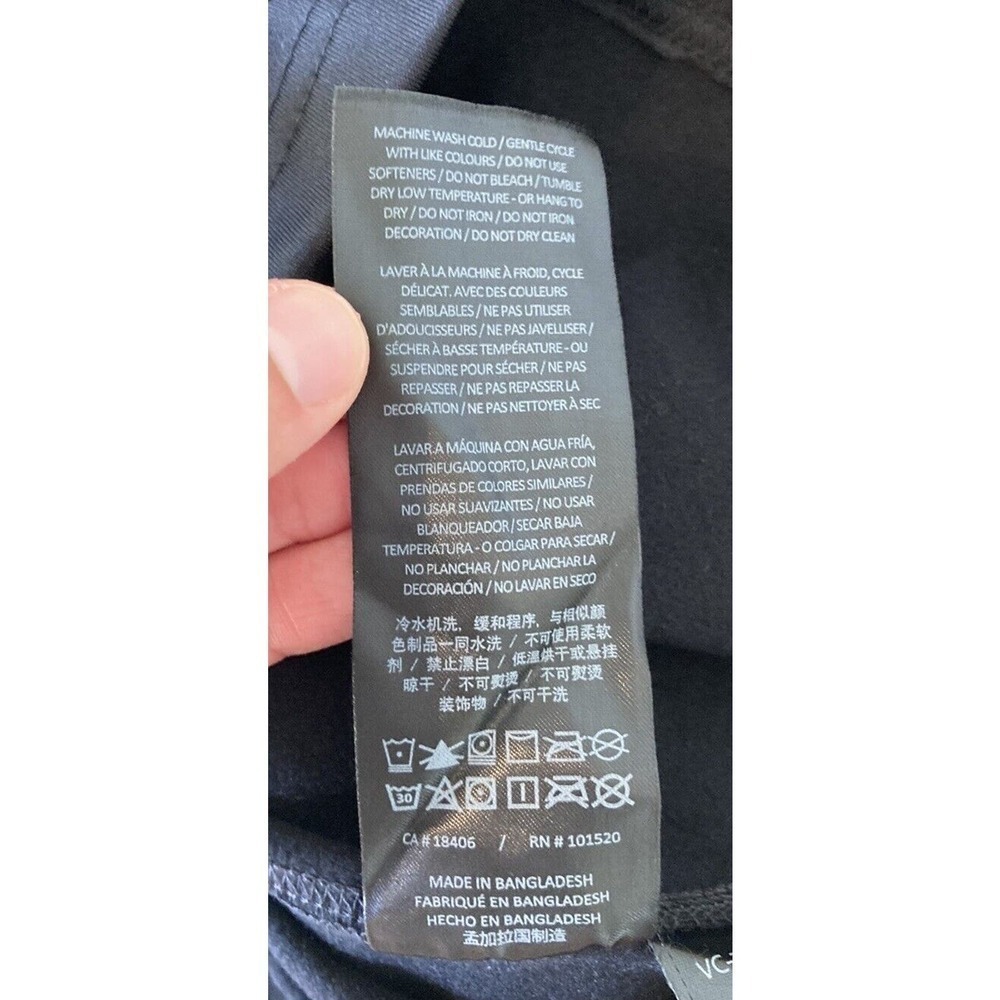 MACHINE WASH COLD / GENTLE CYCLE
WITH LIKE COLOURS / DO NOT USE
SOFTENERS / DO NOT BLEACH / TUMBLE
DRY LOW TEMPERATURE - OR HANG TO
DRY / DO NOT IRON / DO NOT IRON
DECORATION / DO NOT DRY CLEAN
LAVER À LA MACHINE À FROID, CYCLE
DÉLICAT. AVEC DES COULEURS
SEMBLABLES / NE PAS UTILISER
D'ADOUCISSEURS / NE PAS JAVELLISER /
SÉCHER À BASSE TEMPÉRATURE - OU
SUSPENDRE POUR SÉCHER / NE PAS
REPASSER / NE PAS REPASSER LA
DECORATION / NE PAS NETTOYER À SEC
LAVAR A MÁQUINA CON AGUA FRÍA,
CENTRIFUGADO CORTO, LAVAR CON
PRENDAS DE COLORES SIMILARES /
NO USAR SUAVIZANTES / NO USAR
BLANQUEADOR / SECAR BAJA
TEMPERATURA - O COLGAR PARA SECAR /
NO PLANCHAR / NO PLANCHAR LA
DECORACIÓN / NO LAVAR EN SECO
冷水机洗，缓和程序，与相似颜
色制品一同水洗 / 不可使用柔软
剂 / 禁止漂白 / 低温烘干或悬挂
晾干 / 不可熨烫 / 不可熨烫
装饰物 / 不可干洗
30
CA # 18406 / RN # 101520
MADE IN BANGLADESH
FABRIQUÉ EN BANGLADESH
HECHO EN BANGLADESH
孟加拉国制造
VC-